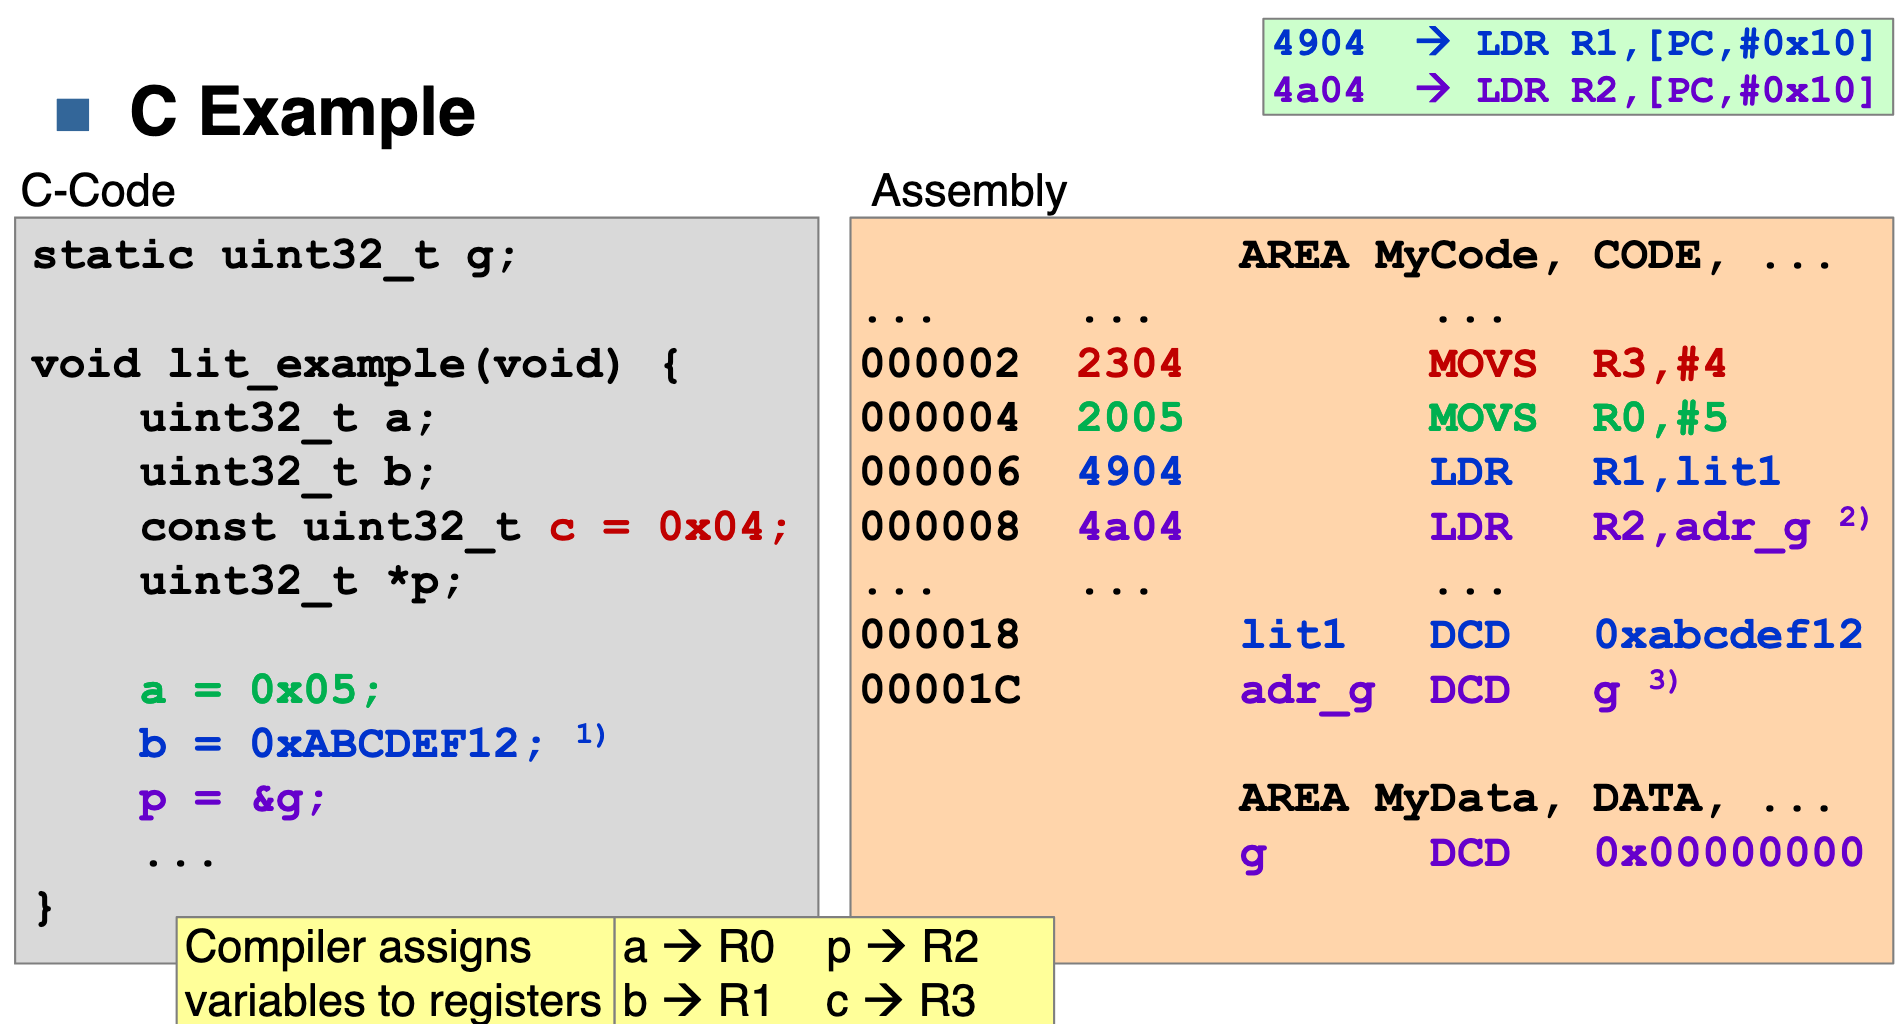 4904 → LDR R1,[PC,#0x10]
4a04 → LDR R2,[PC,#0x10]
■ C Example
C-Code
static uint32_t g;
void lit_example(void) {
uint32_t a;
uint32_t b;
const uint32_t c = 0x04;
uint32_t *p;
a = 0x05;
b = 0xABCDEF12; 1)
p = &g;
...
}
Assembly
AREA MyCode, CODE, ...
... ... ...
000002 2304 MOVS R3,#4
000004 2005 MOVS R0,#5
000006 4904 LDR R1,lit1
000008 4a04 LDR R2,adr_g 2)
... ... ...
000018 lit1 DCD 0xabcdef12
00001C adr_g DCD g 3)
AREA MyData, DATA, ...
g DCD 0x00000000
Compiler assigns
variables to registers
a → R0 p → R2
b → R1 c → R3